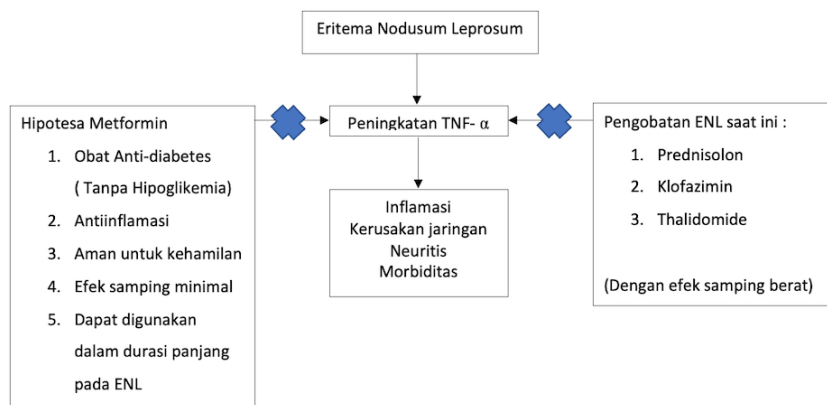 Eritema Nodusum Leprosum
Hipotesa Metformin
1. Obat Anti-diabetes
( Tanpa Hipoglikemia)
2. Antiinflamasi
3. Aman untuk kehamilan
4. Efek samping minimal
5. Dapat digunakan
dalam durasi panjang
pada ENL
Peningkatan TNF- α
Inflamasi
Kerusakan jaringan
Neuritis
Morbiditas
Pengobatan ENL saat ini :
1. Prednisolon
2. Klofazimin
3. Thalidomide
(Dengan efek samping berat)